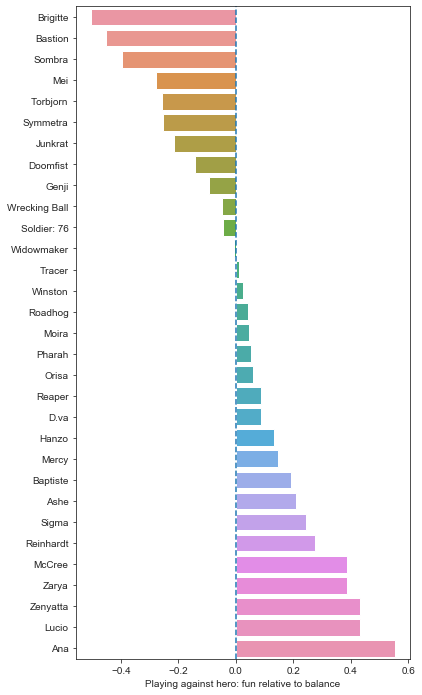 Brigitte
Bastion
Sombra
Mei
Torbjorn
Symmetra
Junkrat
Doomfist
Genji
Wrecking Ball
Soldier: 76
Widowmaker
Tracer
Winston
Roadhog
Moira
Pharah
Orisa
Reaper
D.va
Hanzo
Mercy
Baptiste
Ashe
Sigma
Reinhardt
McCree
Zarya
Zenyatta
Lucio
Ana
−0.4 −0.2 0.0 0.2 0.4 0.6
Playing against hero: fun relative to balance